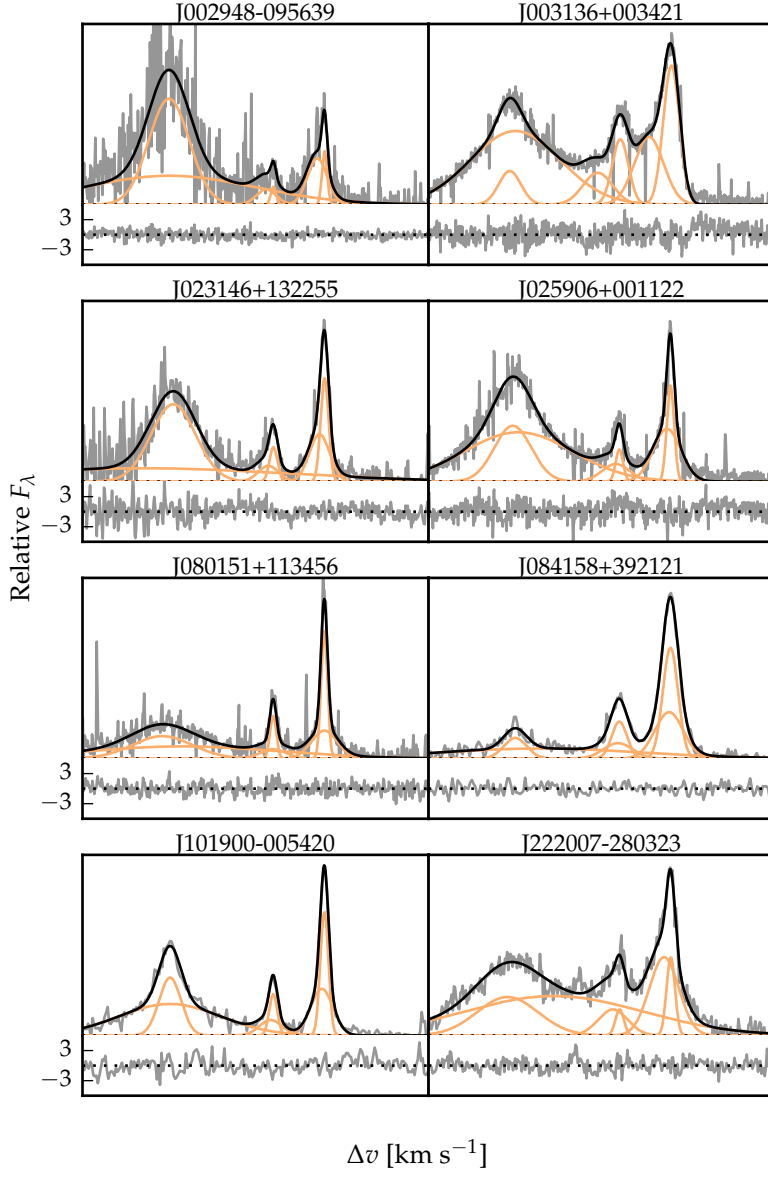 J002948-095639 J003136+003421
3
−3
J023146+132255 J025906+001122
3
−3
Relative Fλ
J080151+113456 J084158+392121
3
−3
J101900-005420 J222007-280323
3
−3
Δv [km s⁻¹]